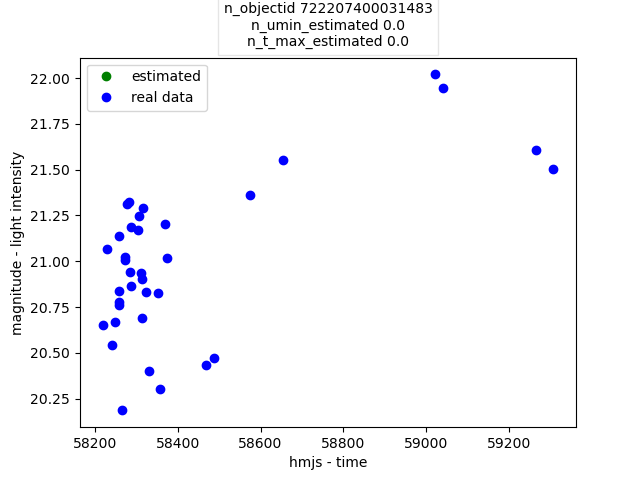 n_objectid 722207400031483
n_umin_estimated 0.0
n_t_max_estimated 0.0
estimated
real data
magnitude - light intensity
22.00
21.75
21.50
21.25
21.00
20.75
20.50
20.25
58200 58400 58600 58800 59000 59200
hmjs - time